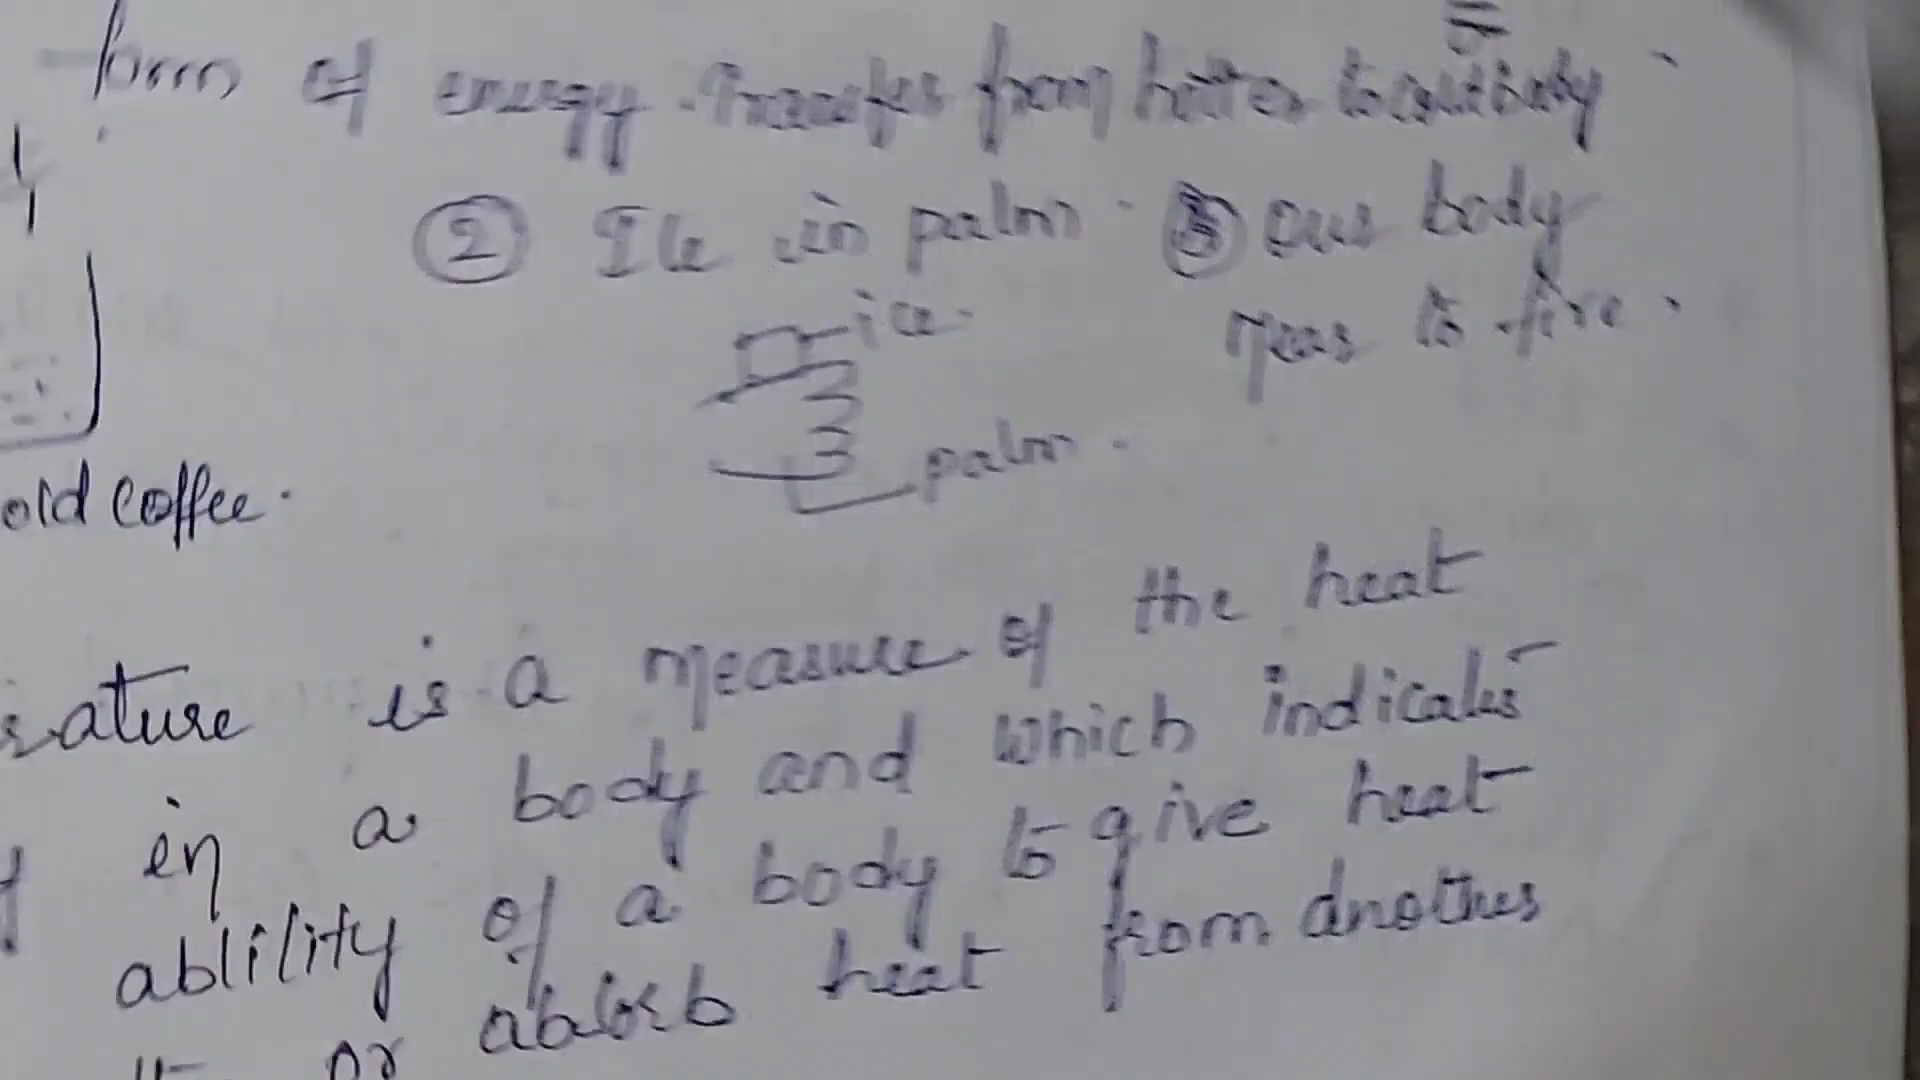 form of energy. Transfer from hotter to cold body.
② Ice in palm. ③ Our body
near to fire.
ice.
palm.
old coffee.
rature is a measure of the heat
y in a body and which indicates
ablility of a body to give heat
or absorb heat from another